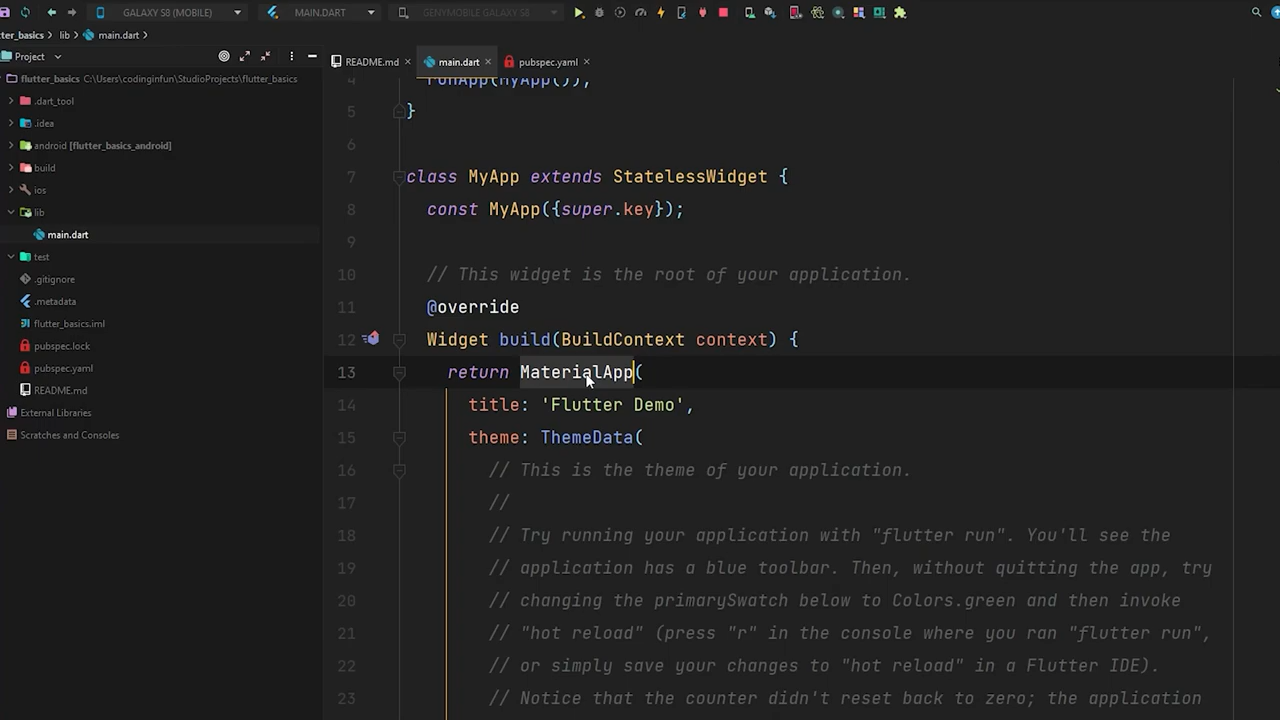 GALAXY S8 (MOBILE)
MAIN.DART
GENYMOBILE GALAXY S8
tter_basics
lib
main.dart
Project
README.md
main.dart
pubspec.yaml
flutter_basics C:\Users\codinginfun\StudioProjects\flutter_basics
.dart_tool
.idea
android [flutter_basics_android]
build
ios
lib
main.dart
test
.gitignore
.metadata
flutter_basics.iml
pubspec.lock
pubspec.yaml
README.md
External Libraries
Scratches and Consoles
4 runApp(MyApp());
5 }
6
7 class MyApp extends StatelessWidget {
8 const MyApp({super.key});
9
10 // This widget is the root of your application.
11 @override
12 Widget build(BuildContext context) {
13 return MaterialApp(
14 title: 'Flutter Demo',
15 theme: ThemeData(
16 // This is the theme of your application.
17 //
18 // Try running your application with "flutter run". You'll see the
19 // application has a blue toolbar. Then, without quitting the app, try
20 // changing the primarySwatch below to Colors.green and then invoke
21 // "hot reload" (press "r" in the console where you ran "flutter run",
22 // or simply save your changes to "hot reload" in a Flutter IDE).
23 // Notice that the counter didn't reset back to zero; the application